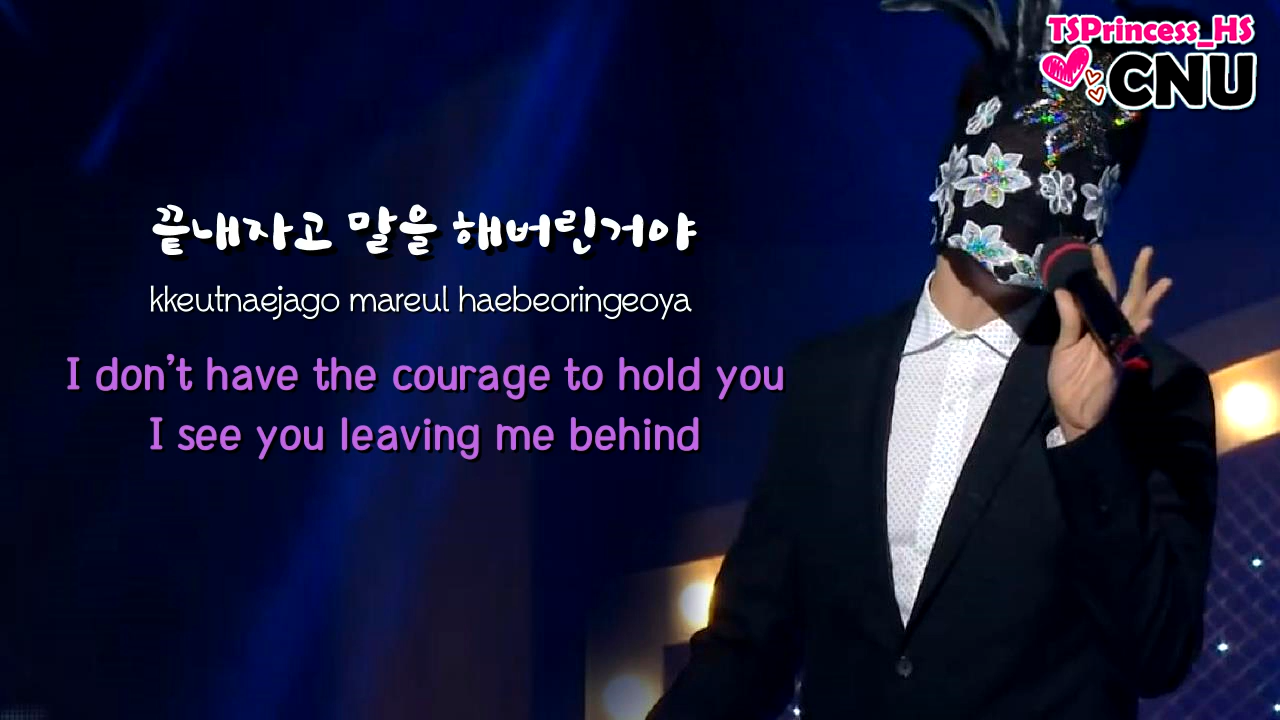 TSPrincess_HS
CNU
끝내자고 말을 해버린거야
kkeutnaejago mareul haebeoringeoya
I don't have the courage to hold you
I see you leaving me behind